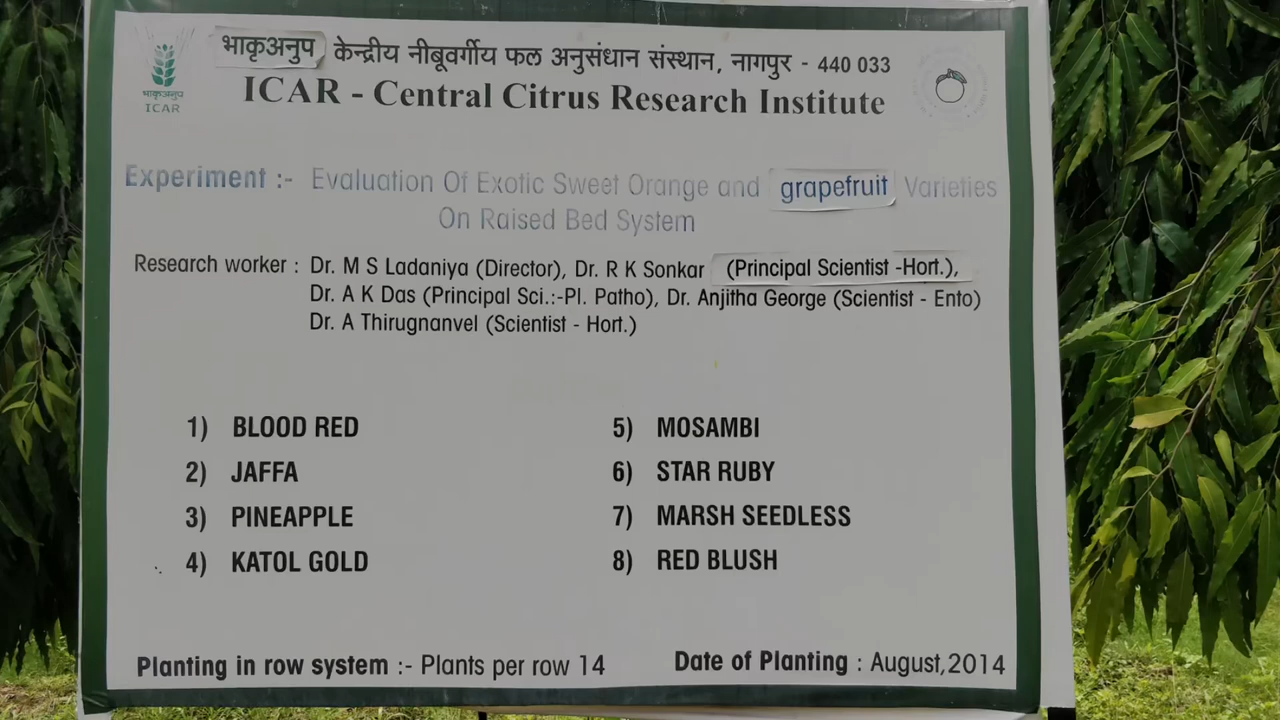 भाकृअनुप केन्द्रीय नीबूवर्गीय फल अनुसंधान संस्थान, नागपुर - 440 033
भाकृअनुप
ICAR
ICAR - Central Citrus Research Institute
Experiment :- Evaluation Of Exotic Sweet Orange and grapefruit Varieties
On Raised Bed System
Research worker : Dr. M S Ladaniya (Director), Dr. R K Sonkar (Principal Scientist -Hort.),
Dr. A K Das (Principal Sci.:-Pl. Patho), Dr. Anjitha George (Scientist - Ento)
Dr. A Thirugnanvel (Scientist - Hort.)
1) BLOOD RED
2) JAFFA
3) PINEAPPLE
4) KATOL GOLD
5) MOSAMBI
6) STAR RUBY
7) MARSH SEEDLESS
8) RED BLUSH
Planting in row system :- Plants per row 14
Date of Planting : August,2014